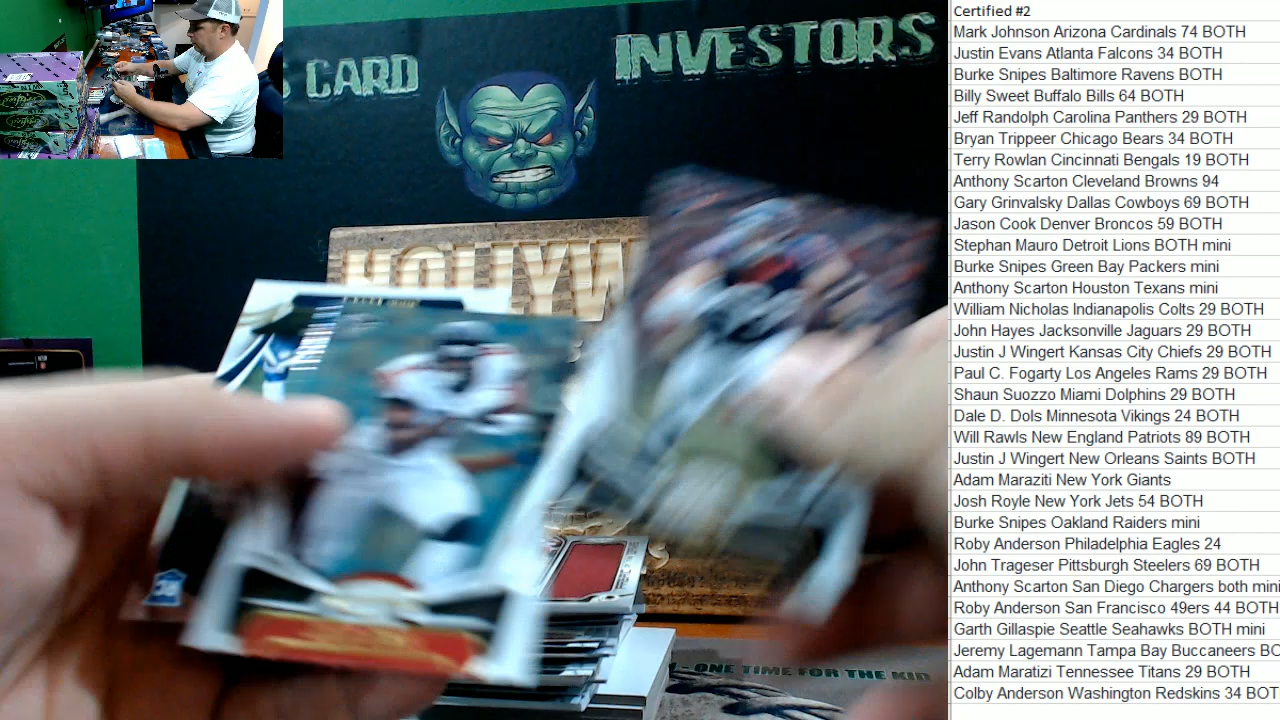 S CARD
INVESTORS
HOLLYW
- ONE TIME FOR THE KID
Certified #2
Mark Johnson Arizona Cardinals 74 BOTH
Justin Evans Atlanta Falcons 34 BOTH
Burke Snipes Baltimore Ravens BOTH
Billy Sweet Buffalo Bills 64 BOTH
Jeff Randolph Carolina Panthers 29 BOTH
Bryan Trippeer Chicago Bears 34 BOTH
Terry Rowlan Cincinnati Bengals 19 BOTH
Anthony Scarton Cleveland Browns 94
Gary Grinvalsky Dallas Cowboys 69 BOTH
Jason Cook Denver Broncos 59 BOTH
Stephan Mauro Detroit Lions BOTH mini
Burke Snipes Green Bay Packers mini
Anthony Scarton Houston Texans mini
William Nicholas Indianapolis Colts 29 BOTH
John Hayes Jacksonville Jaguars 29 BOTH
Justin J Wingert Kansas City Chiefs 29 BOTH
Paul C. Fogarty Los Angeles Rams 29 BOTH
Shaun Suozzo Miami Dolphins 29 BOTH
Dale D. Dols Minnesota Vikings 24 BOTH
Will Rawls New England Patriots 89 BOTH
Justin J Wingert New Orleans Saints BOTH
Adam Maraziti New York Giants
Josh Royle New York Jets 54 BOTH
Burke Snipes Oakland Raiders mini
Roby Anderson Philadelphia Eagles 24
John Trageser Pittsburgh Steelers 69 BOTH
Anthony Scarton San Diego Chargers both mini
Roby Anderson San Francisco 49ers 44 BOTH
Garth Gillaspie Seattle Seahawks BOTH mini
Jeremy Lagemann Tampa Bay Buccaneers BO
Adam Maratizi Tennessee Titans 29 BOTH
Colby Anderson Washington Redskins 34 BOT